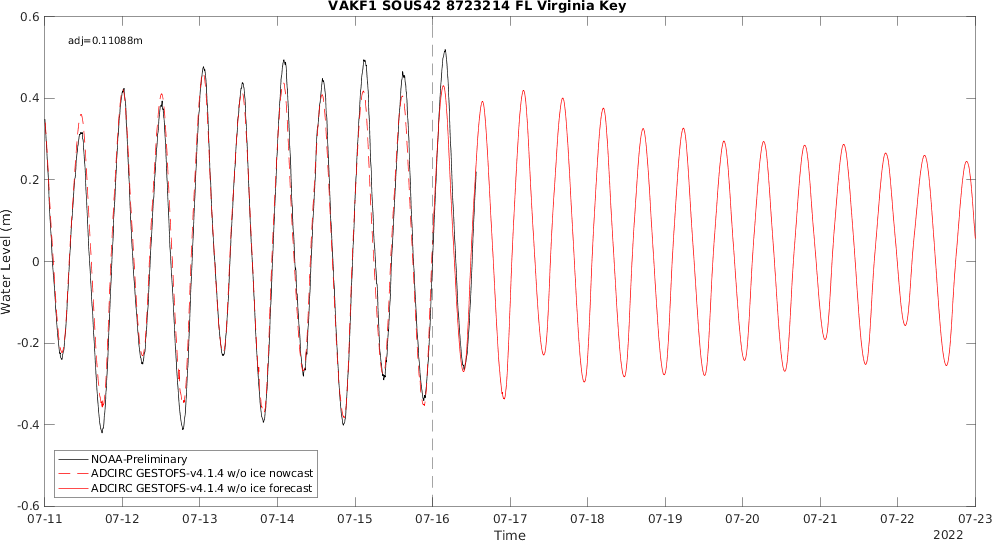 VAKF1 SOUS42 8723214 FL Virginia Key
adj=0.11088m
0.6
0.4
0.2
0
-0.2
-0.4
-0.6
Water Level (m)
NOAA-Preliminary
ADCIRC GESTOFS-v4.1.4 w/o ice nowcast
ADCIRC GESTOFS-v4.1.4 w/o ice forecast
07-11 07-12 07-13 07-14 07-15 07-16 07-17 07-18 07-19 07-20 07-21 07-22 07-23
Time
2022